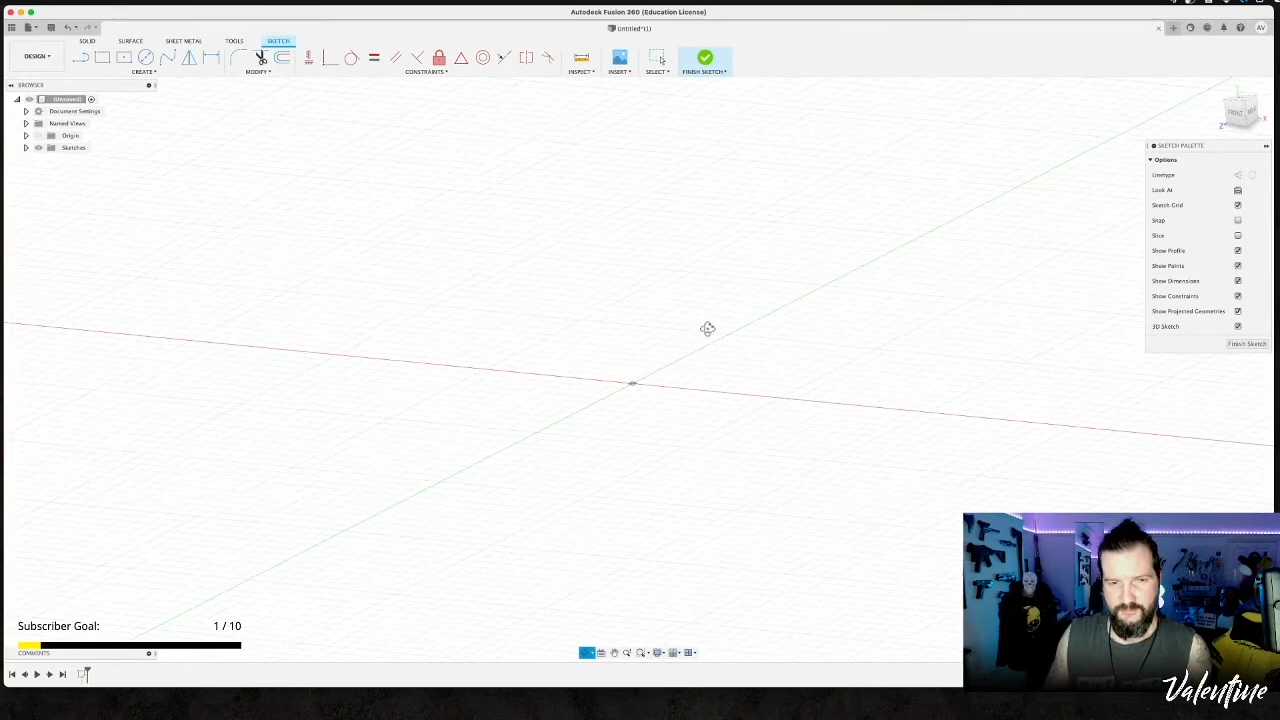 Autodesk Fusion 360 (Education License)
Untitled*(1)
AV
DESIGN
SOLID SURFACE SHEET METAL TOOLS SKETCH
CREATE MODIFY CONSTRAINTS INSPECT INSERT SELECT FINISH SKETCH
BROWSER
(Unsaved)
Document Settings
Named Views
Origin
Sketches
FRONT
X
Z
SKETCH PALETTE
Options
Linetype
Look At
Sketch Grid
Snap
Slice
Show Profile
Show Points
Show Dimensions
Show Constraints
Show Projected Geometries
3D Sketch
Finish Sketch
Subscriber Goal: 1 / 10
COMMENTS
Valentine